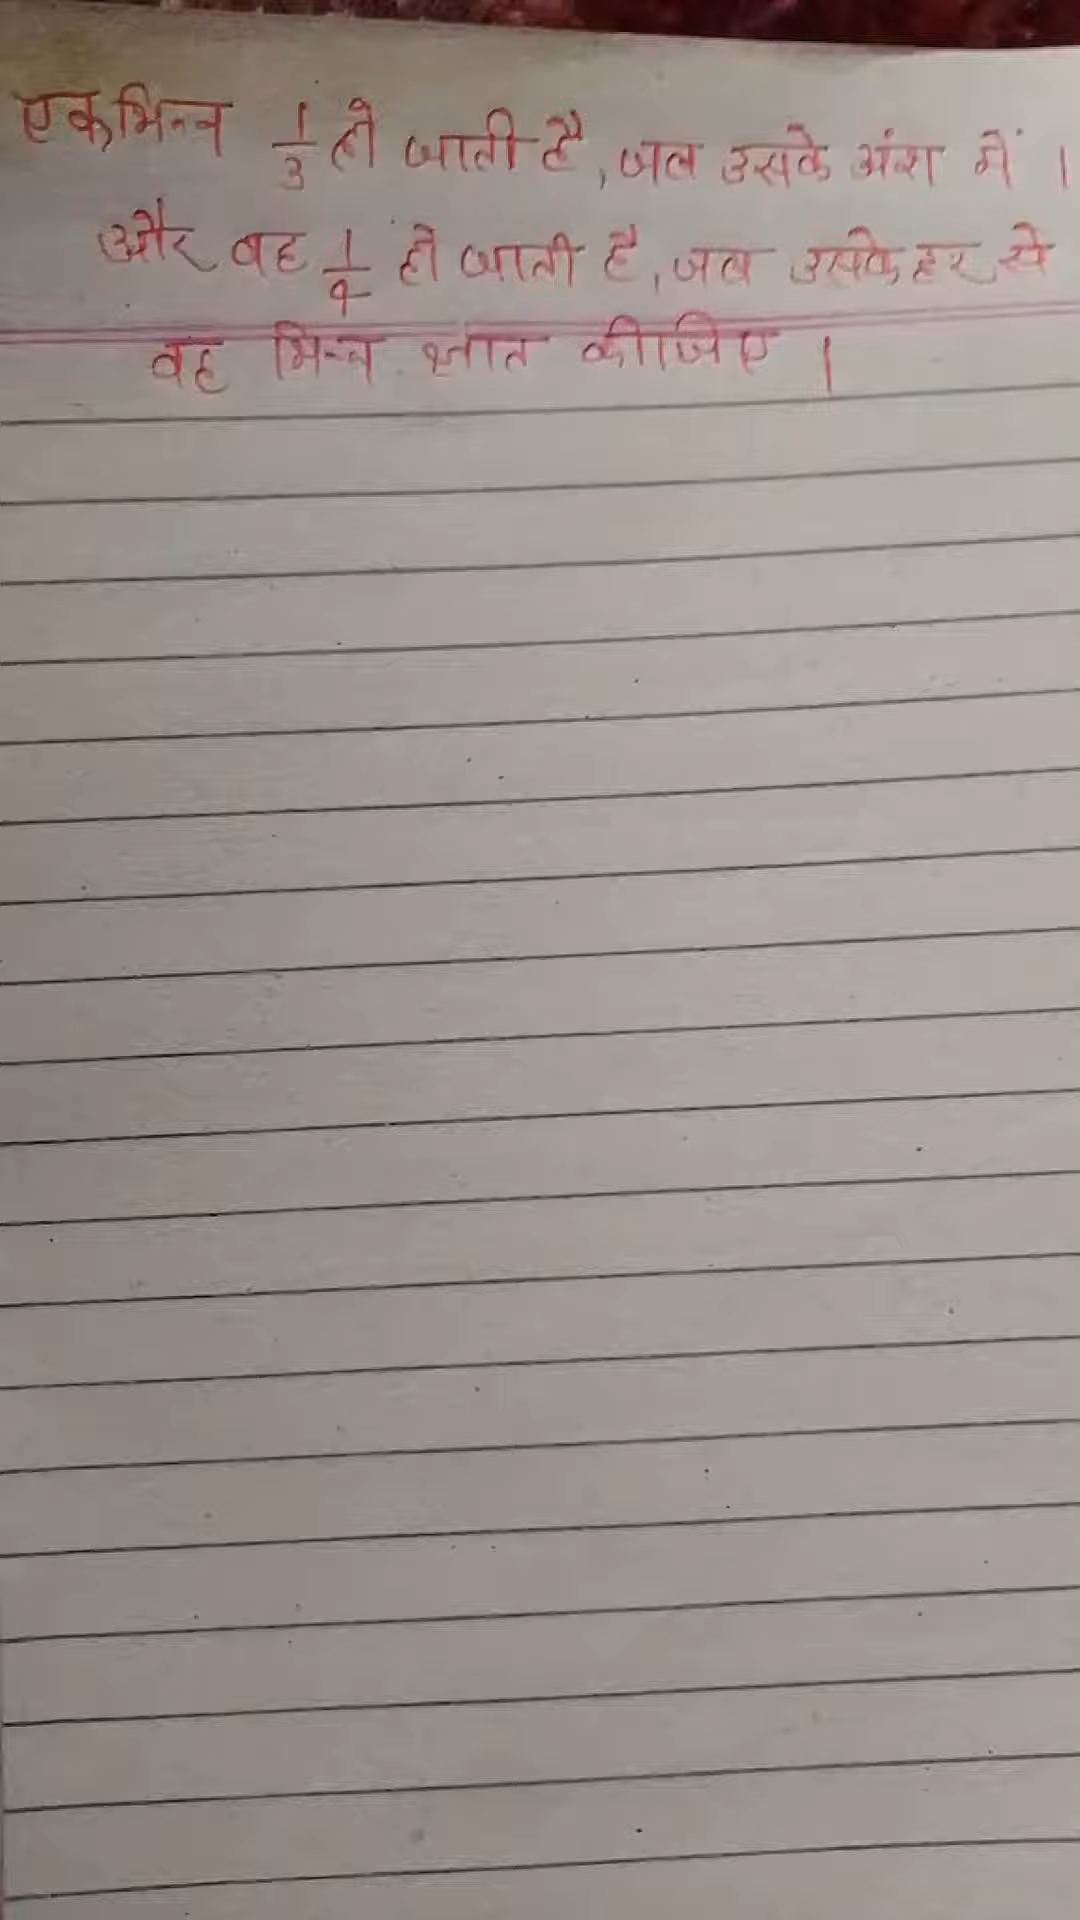 एक भिन्न 1/3 हो जाती है, जब उसके अंश में 1
और वह 1/4 हो जाती है, जब उसके हर से
वह भिन्न ज्ञात कीजिए।